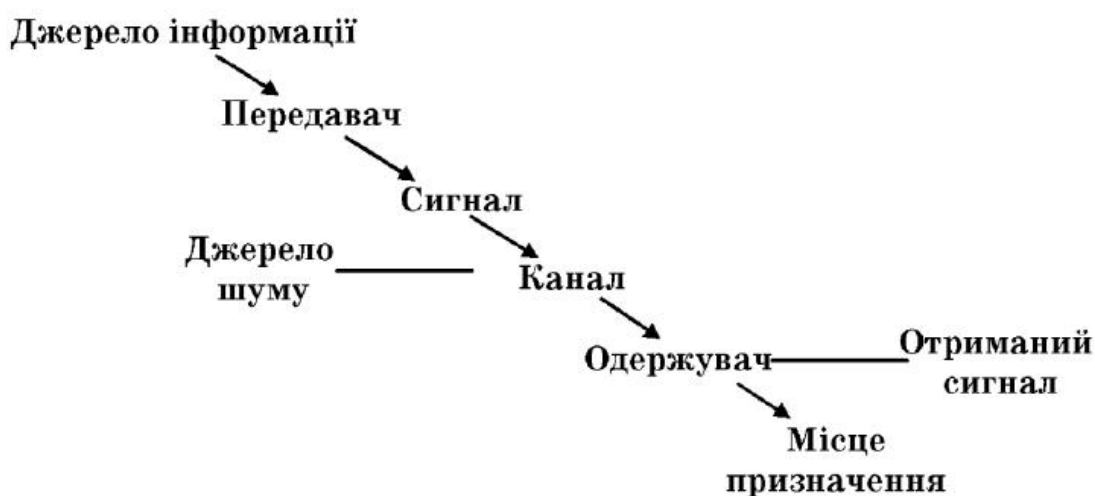 Джерело інформації
Передавач
Сигнал
Джерело
шуму
Канал
Одержувач
Отриманий
сигнал
Місце
призначення